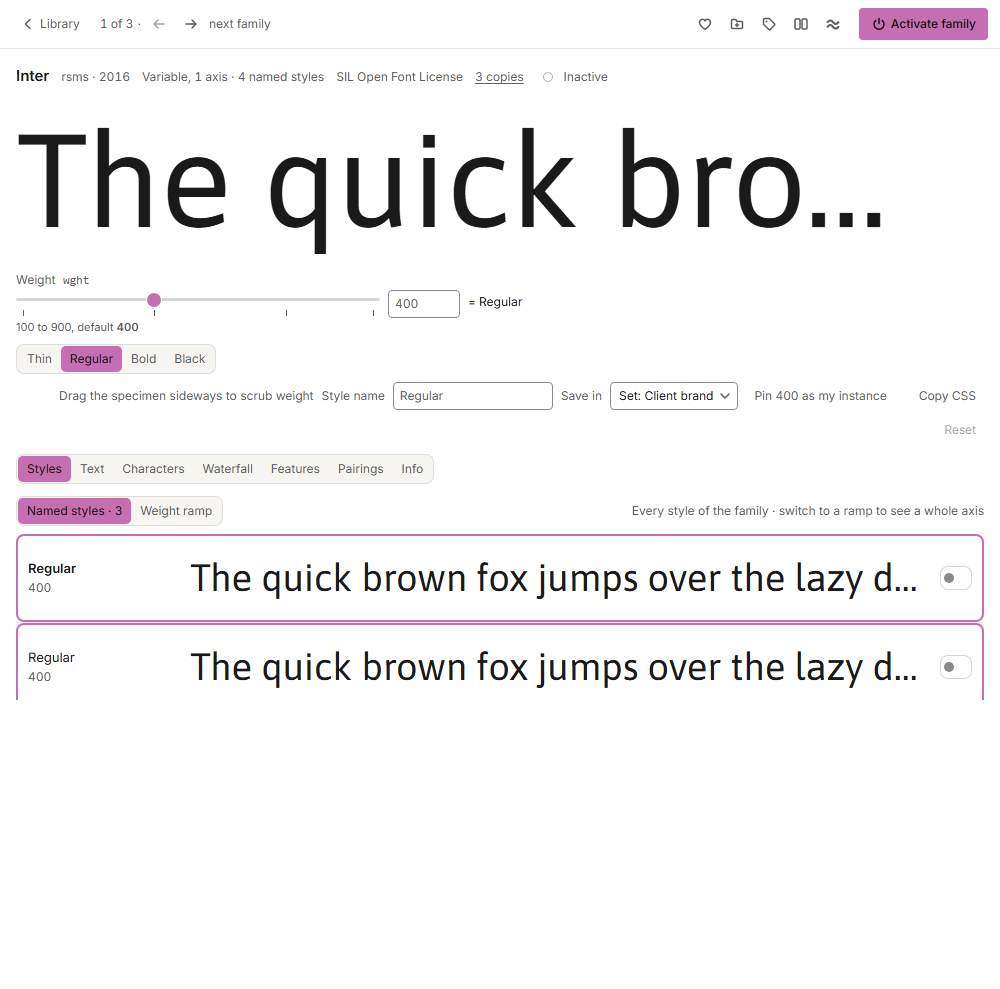 Library 1 of 3 · next family Activate family
Inter rsms · 2016 Variable, 1 axis · 4 named styles SIL Open Font License 3 copies Inactive
The quick bro...
Weight wght
400 = Regular
100 to 900, default 400
Thin Regular Bold Black
Drag the specimen sideways to scrub weight Style name Regular Save in Set: Client brand Pin 400 as my instance Copy CSS
Reset
Styles Text Characters Waterfall Features Pairings Info
Named styles · 3 Weight ramp Every style of the family · switch to a ramp to see a whole axis
Regular
400
The quick brown fox jumps over the lazy d...
Regular
400
The quick brown fox jumps over the lazy d...